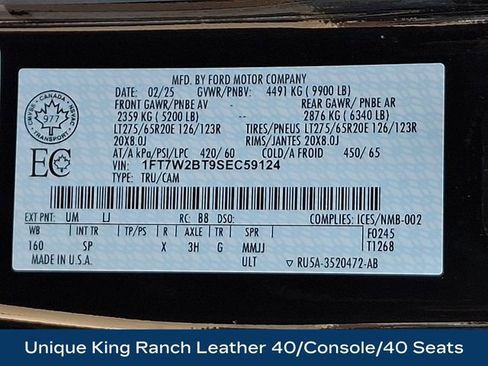 MFD. BY FORD MOTOR COMPANY
DATE: 02/25 GVWR/PNBV: 4491 KG ( 9900 LB)
FRONT GAWR/PNBE AV REAR GAWR/ PNBE AR
2359 KG ( 5200 LB) 2876 KG ( 6340 LB)
LT275/65R20E 126/123R TIRES/PNEUS LT275/65R20E 126/123R
20X8.0J RIMS/JANTES 20X8.0J
AT/A kPa/PSI/LPC 420/60 450/ 65
VIN: 1FT7W2BT9SEC59124
TYPE: TRU/CAM
CANADA
977
TRANSPORT
EC
EXT PNT: UM LJ RC: B8 DSO: COMPLIES: ICES/NMB-002
WB INT TR TP/PS R AXLE TR SPR F0245
160 SP X 3H G MMJJ T1268
MADE IN U.S.A. ULT ▼ RU5A-3520472-AB
Unique King Ranch Leather 40/Console/40 Seats